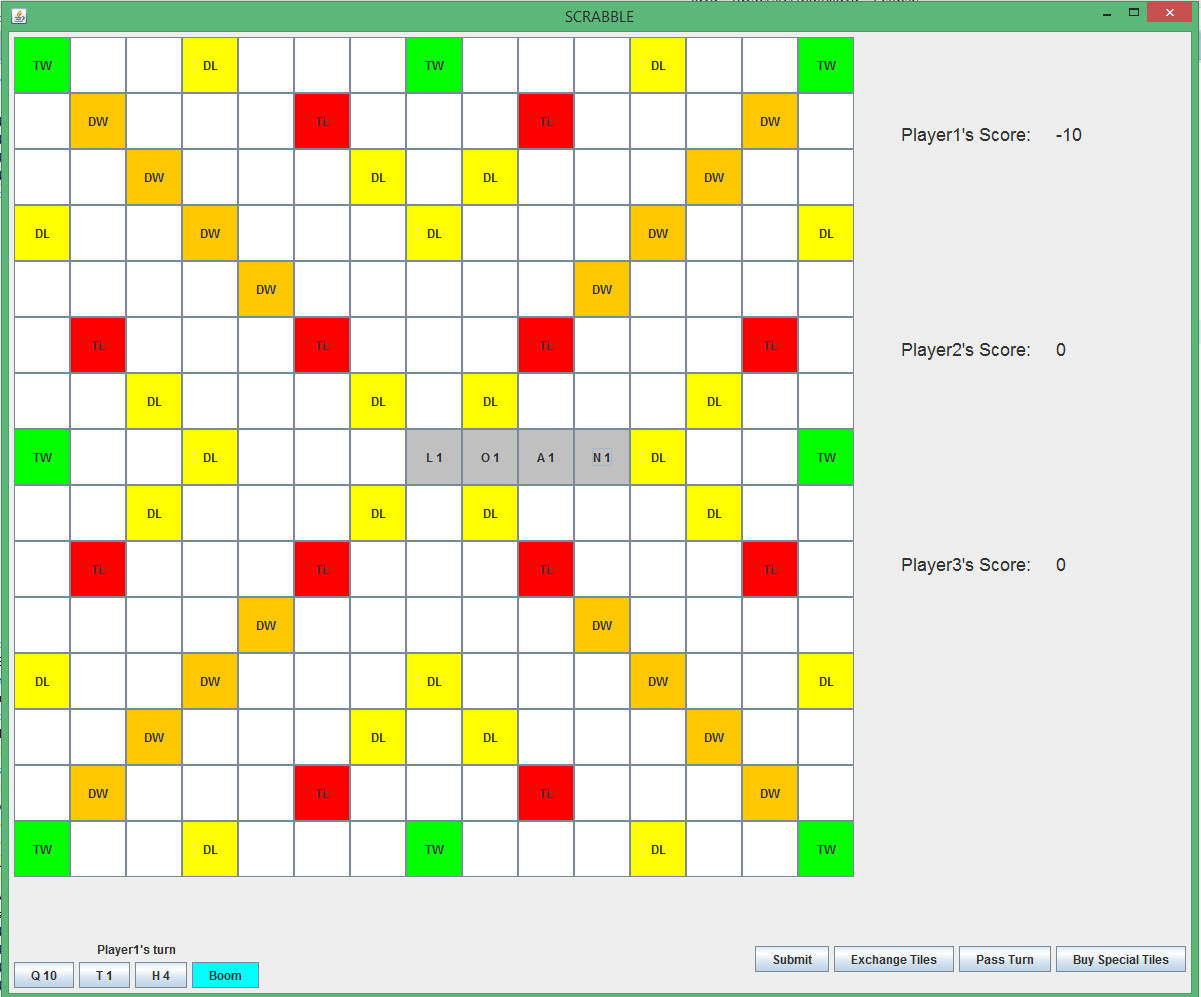 SCRABBLE
TW DL TW DL TW
DW TL TL DW
Player1's Score: -10
DW DL DL DW
DL DW DL DW DL
DW DW
TL TL TL TL
Player2's Score: 0
DL DL DL DL
TW DL L 1 O 1 A 1 N 1 DL TW
DL DL DL DL
TL TL TL TL
Player3's Score: 0
DW DW
DL DW DL DW DL
DW DL DL DW
DW TL TL DW
TW DL TW DL TW
Player1's turn
Q 10 T 1 H 4 Boom
Submit Exchange Tiles Pass Turn Buy Special Tiles